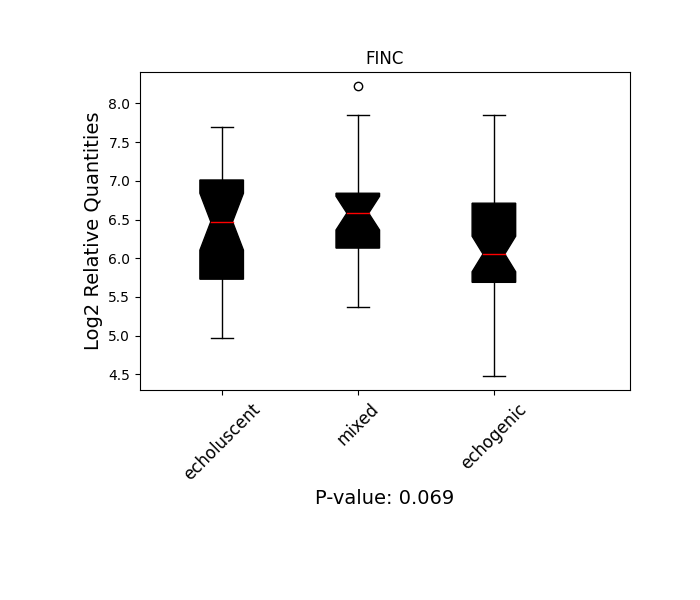 FINC
Log2 Relative Quantities
8.0
7.5
7.0
6.5
6.0
5.5
5.0
4.5
echoluscent
mixed
echogenic
P-value: 0.069